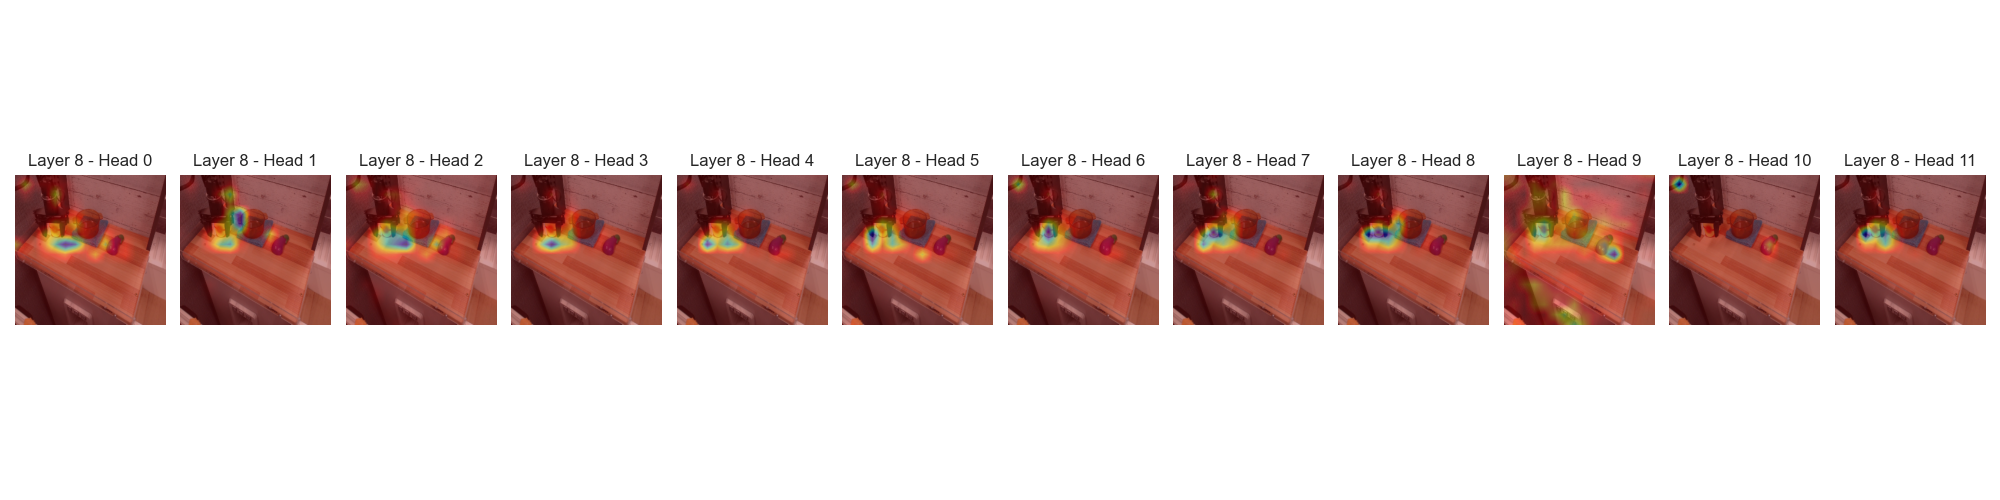 Layer 8 - Head 0
Layer 8 - Head 1
Layer 8 - Head 2
Layer 8 - Head 3
Layer 8 - Head 4
Layer 8 - Head 5
Layer 8 - Head 6
Layer 8 - Head 7
Layer 8 - Head 8
Layer 8 - Head 9
Layer 8 - Head 10
Layer 8 - Head 11